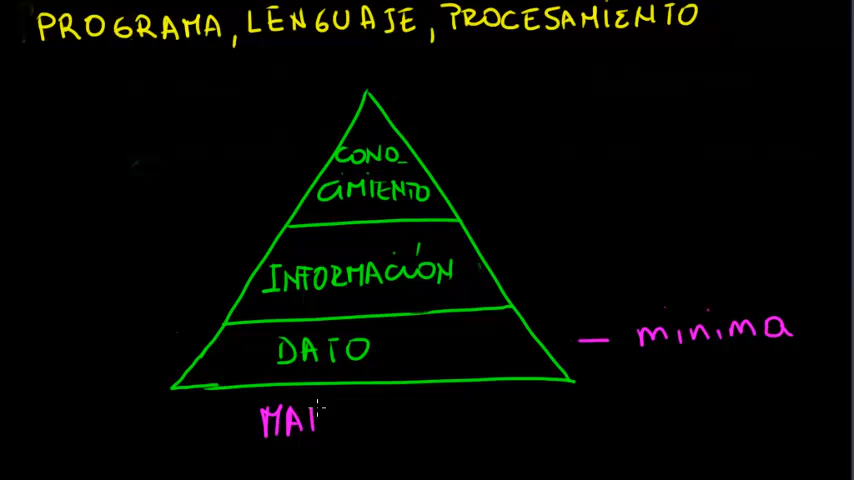 PROGRAMA, LENGUAJE, PROCESAMIENTO
CONO_
CIMIENTO
INFORMACIÓN
DATO
— minima
MAI